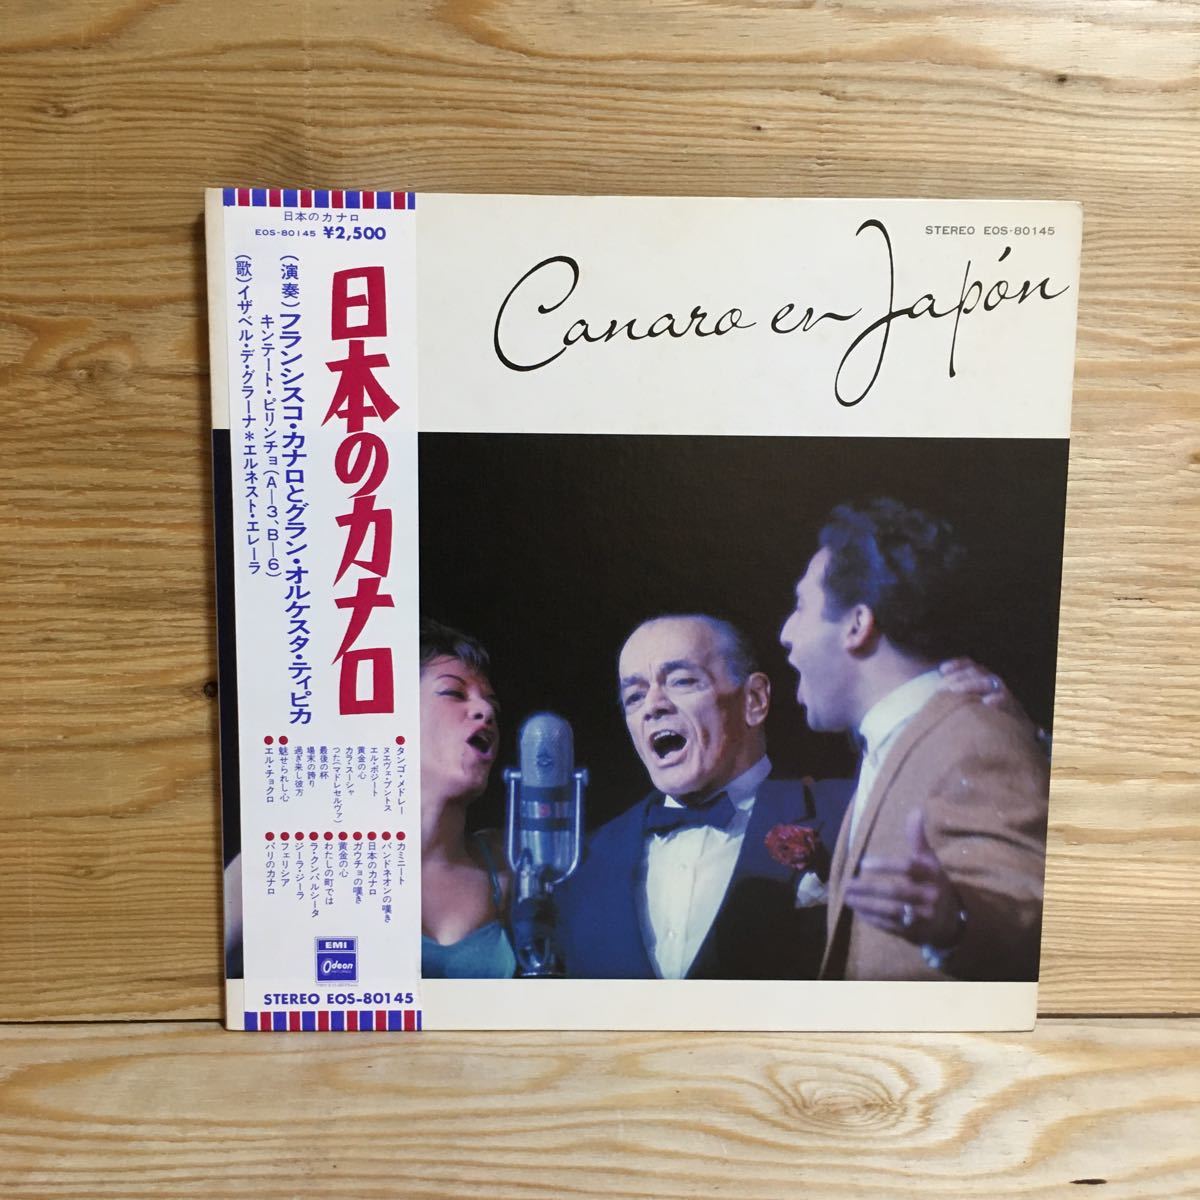 日本のカナロ
EOS-80145 ¥2,500
日本のカナロ
(演奏)フランシスコ・カナロとグラン・オルケスタ・ティピカ
キンテート・ピリンチョ(A—3、B—6)
(歌)イザベル・デ・グラーナ*エルネスト・エレーラ
●タンゴ・メドレー
ヌエヴェ・プントス
エル・ポジート
黄金の心
カラ・スーシャ
つた(マドレセルヴァ)
最後の杯
場末の誇り
過ぎ来し彼方
●魅せられし心
●エル・チョクロ
●カミニート
●バンドネオンの嘆き
●日本のカナロ
●ガウチョの嘆き
●黄金の心
●わたしの町では
●ラ・クンパルシータ
●ジーラ・ジーラ
●フェリシア
●パリのカナロ
EMI
Odeon
STEREO EOS-80145
STEREO EOS-80145
Canaro en Japón